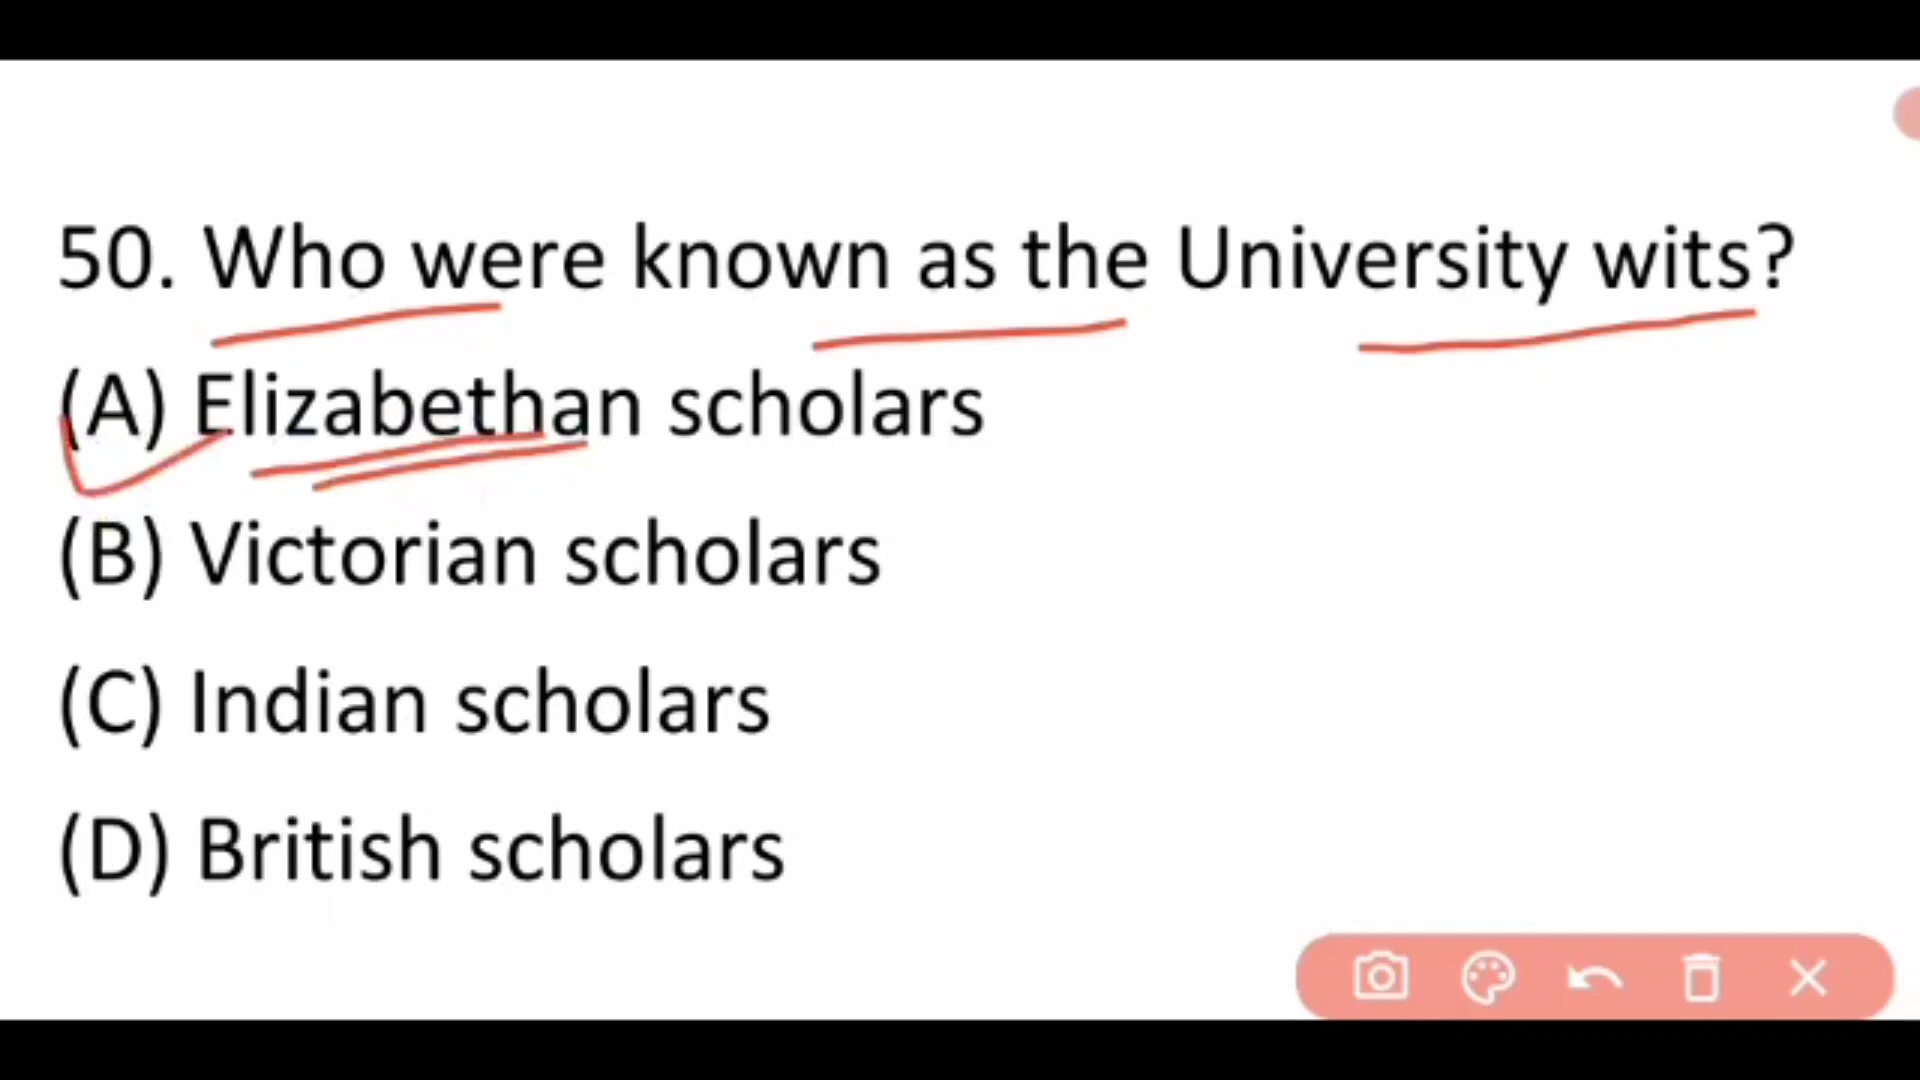 50. Who were known as the University wits?
(A) Elizabethan scholars
(B) Victorian scholars
(C) Indian scholars
(D) British scholars